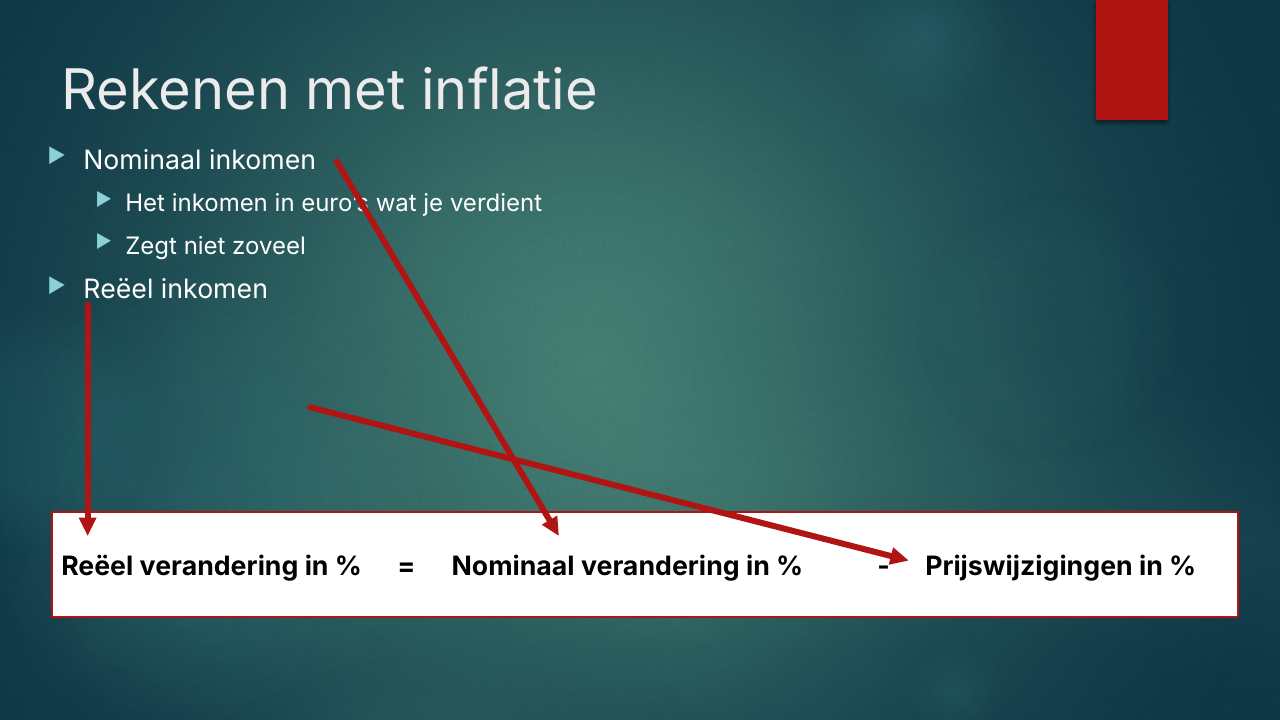 Rekenen met inflatie
Nominaal inkomen
Het inkomen in euro's wat je verdient
Zegt niet zoveel
Reëel inkomen
Reëel verandering in % = Nominaal verandering in % - Prijswijzigingen in %